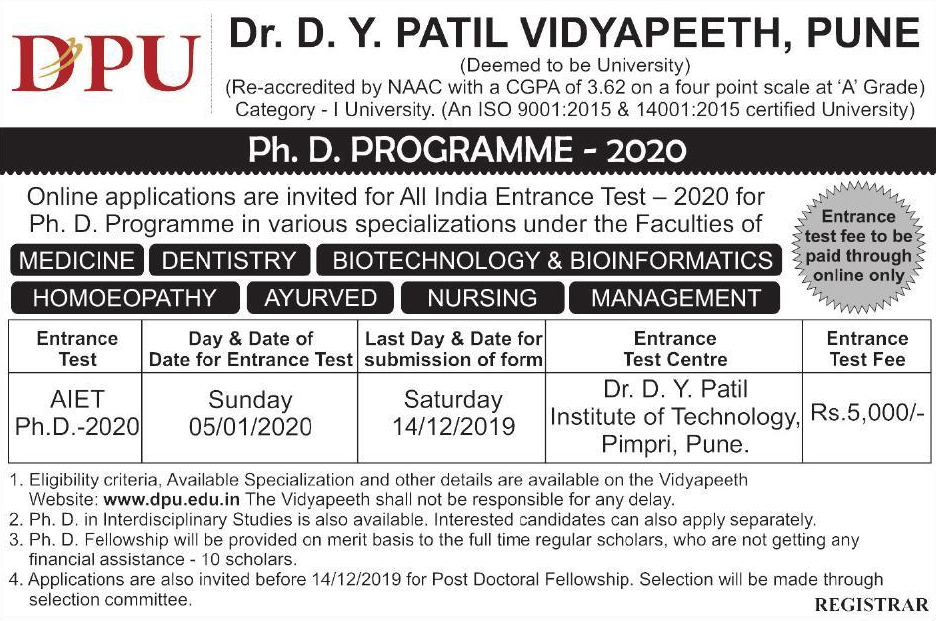 DPU
Dr. D. Y. PATIL VIDYAPEETH, PUNE
(Deemed to be University)
(Re-accredited by NAAC with a CGPA of 3.62 on a four point scale at ‘A’ Grade)
Category - I University. (An ISO 9001:2015 & 14001:2015 certified University)
Ph. D. PROGRAMME - 2020
Online applications are invited for All India Entrance Test – 2020 for
Ph. D. Programme in various specializations under the Faculties of
Entrance
test fee to be
paid through
online only
MEDICINE DENTISTRY BIOTECHNOLOGY & BIOINFORMATICS
HOMOEOPATHY AYURVED NURSING MANAGEMENT
Entrance
Test
Day & Date of
Date for Entrance Test
Last Day & Date for
submission of form
Entrance
Test Centre
Entrance
Test Fee
AIET
Ph.D.-2020
Sunday
05/01/2020
Saturday
14/12/2019
Dr. D. Y. Patil
Institute of Technology,
Pimpri, Pune.
Rs.5,000/-
1. Eligibility criteria, Available Specialization and other details are available on the Vidyapeeth
Website: www.dpu.edu.in The Vidyapeeth shall not be responsible for any delay.
2. Ph. D. in Interdisciplinary Studies is also available. Interested candidates can also apply separately.
3. Ph. D. Fellowship will be provided on merit basis to the full time regular scholars, who are not getting any
financial assistance - 10 scholars.
4. Applications are also invited before 14/12/2019 for Post Doctoral Fellowship. Selection will be made through
selection committee.
REGISTRAR